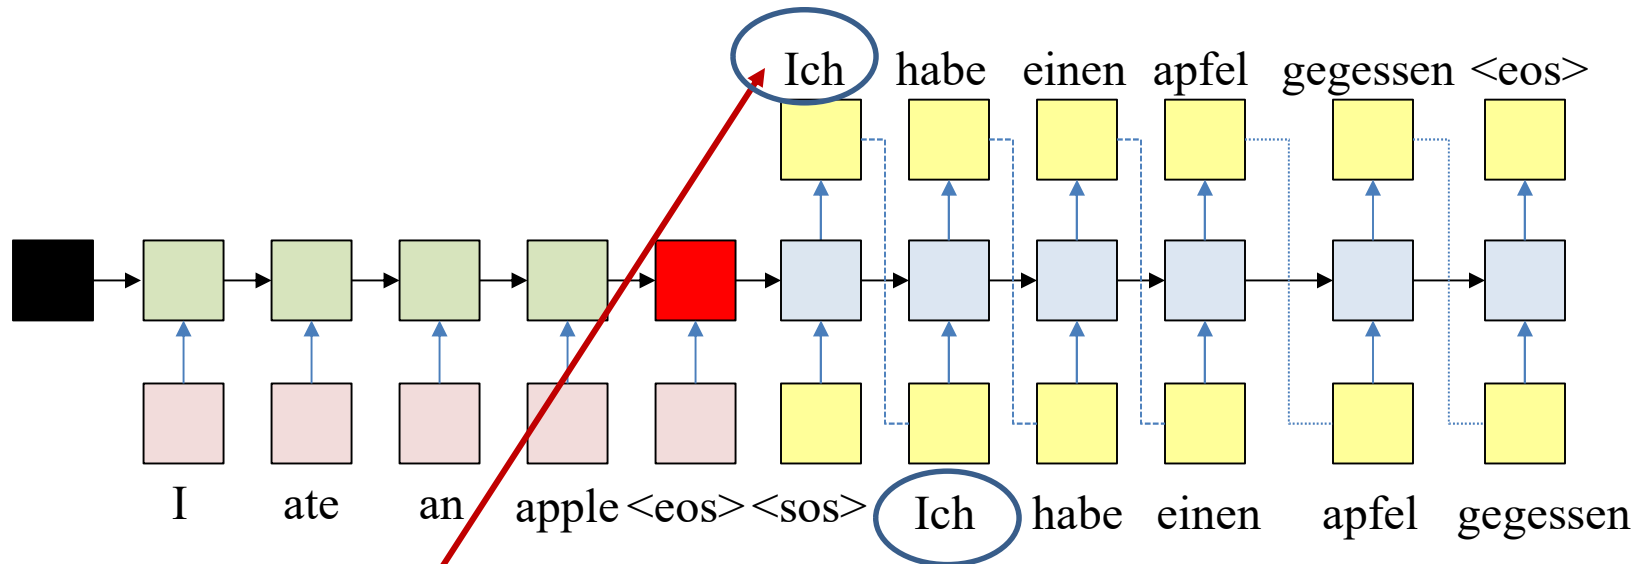 Ich habe einen apfel gegessen <eos>
I ate an apple <eos> <sos> Ich habe einen apfel gegessen